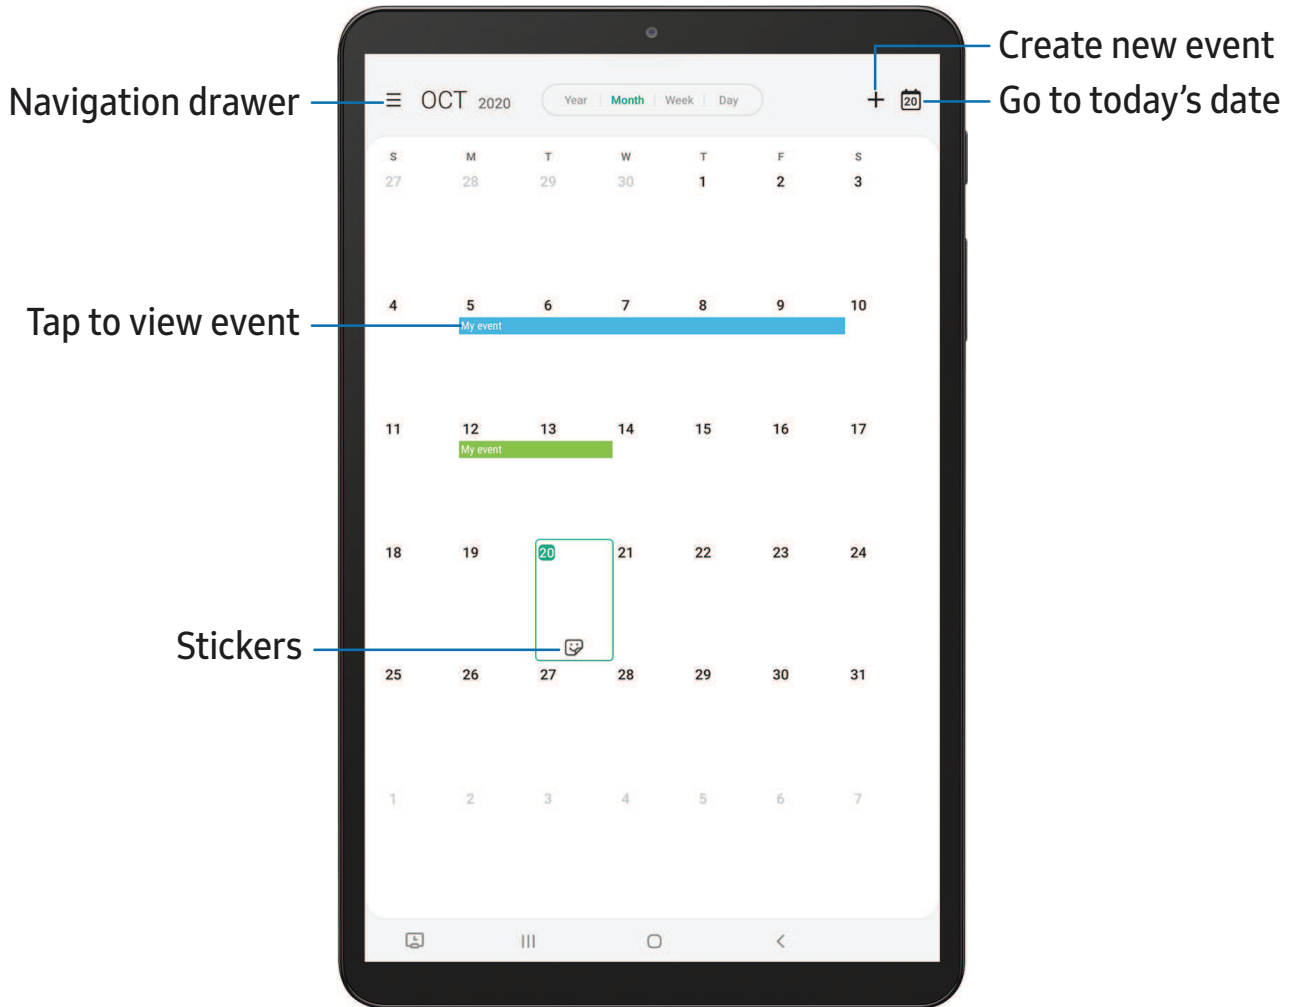 Create new event
Navigation drawer
OCT 2020
Year Month Week Day
20
Go to today's date
S M T W T F S
27 28 29 30 1 2 3
4 5 6 7 8 9 10
Tap to view event
My event
11 12 13 14 15 16 17
My event
18 19 20 21 22 23 24
Stickers
25 26 27 28 29 30 31
1 2 3 4 5 6 7